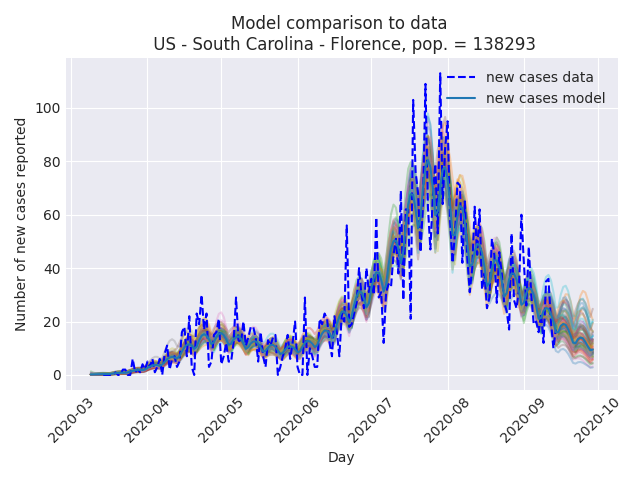 Model comparison to data
US - South Carolina - Florence, pop. = 138293
new cases data
new cases model
Number of new cases reported
100
80
60
40
20
0
2020-03
2020-04
2020-05
2020-06
2020-07
2020-08
2020-09
2020-10
Day